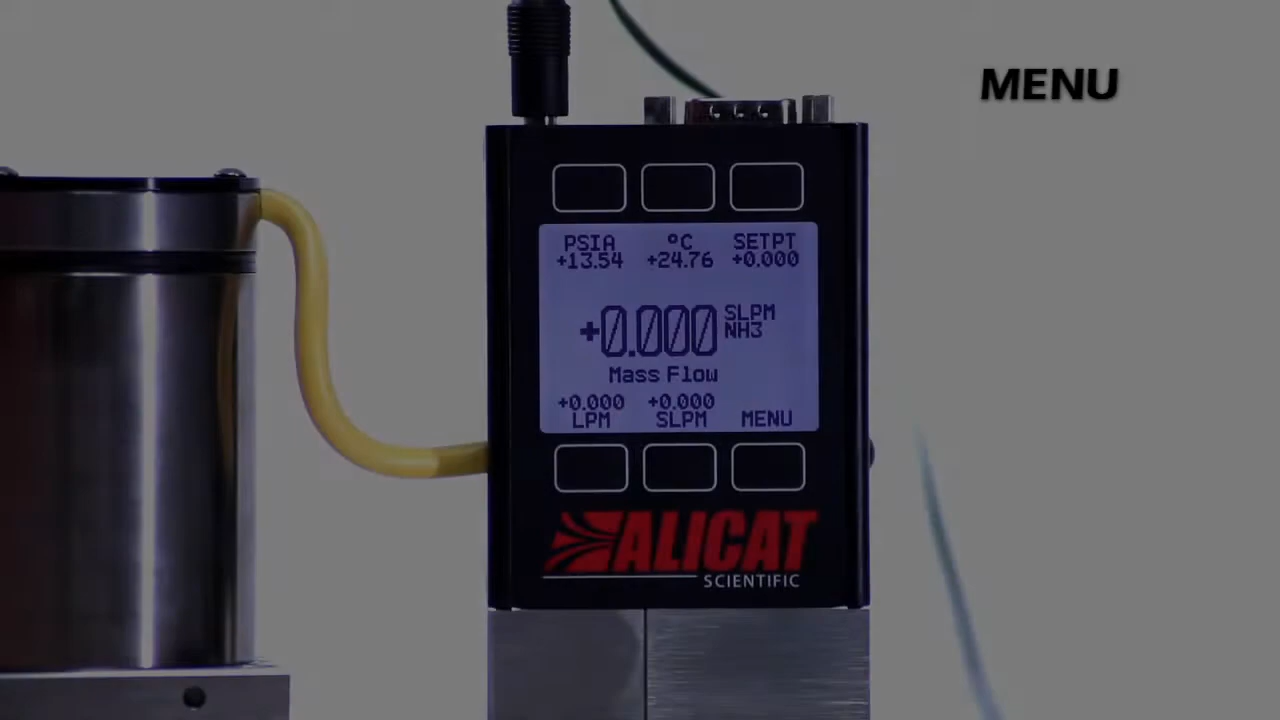 MENU
PSIA °C SETPT
+13.54 +24.76 +0.000
+0.000 SLPM
NH3
Mass Flow
+0.000 +0.000
LPM SLPM MENU
ALICAT
SCIENTIFIC